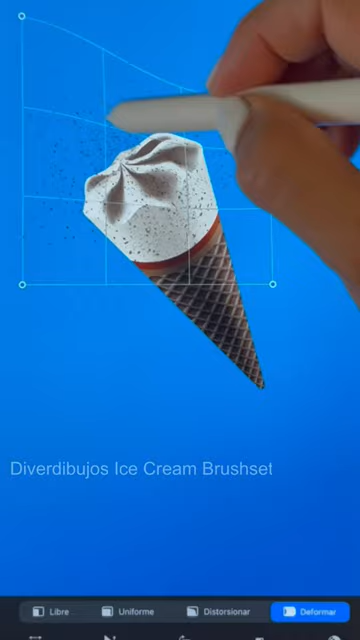 Diverdibujos Ice Cream Brushset
Libre
Uniforme
Distorsionar
Deformar